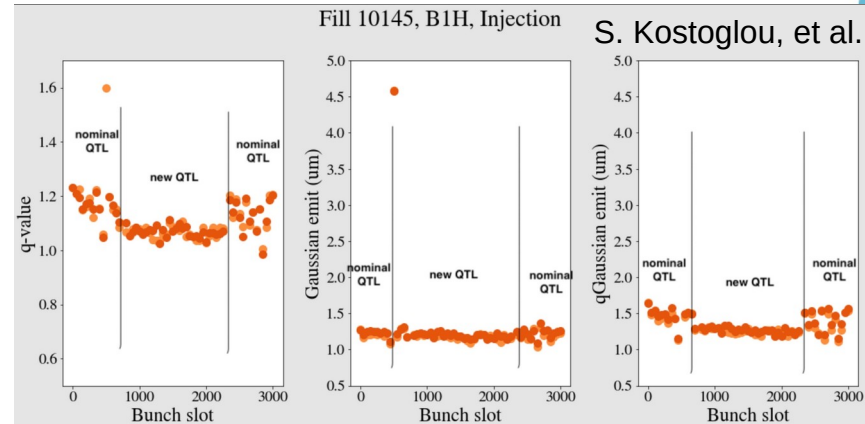 Fill 10145, B1H, Injection
S. Kostoglou, et al.
q-value
1.6
1.4
1.2
1.0
0.8
0.6
nominal
QTL
new QTL
nominal
QTL
0
1000
2000
3000
Bunch slot
Gaussian emit (um)
5.0
4.5
4.0
3.5
3.0
2.5
2.0
1.5
1.0
0.5
nominal
QTL
new QTL
nominal
QTL
0
1000
2000
3000
Bunch slot
qGaussian emit (um)
5.0
4.5
4.0
3.5
3.0
2.5
2.0
1.5
1.0
0.5
nominal
QTL
new QTL
nominal
QTL
0
1000
2000
3000
Bunch slot